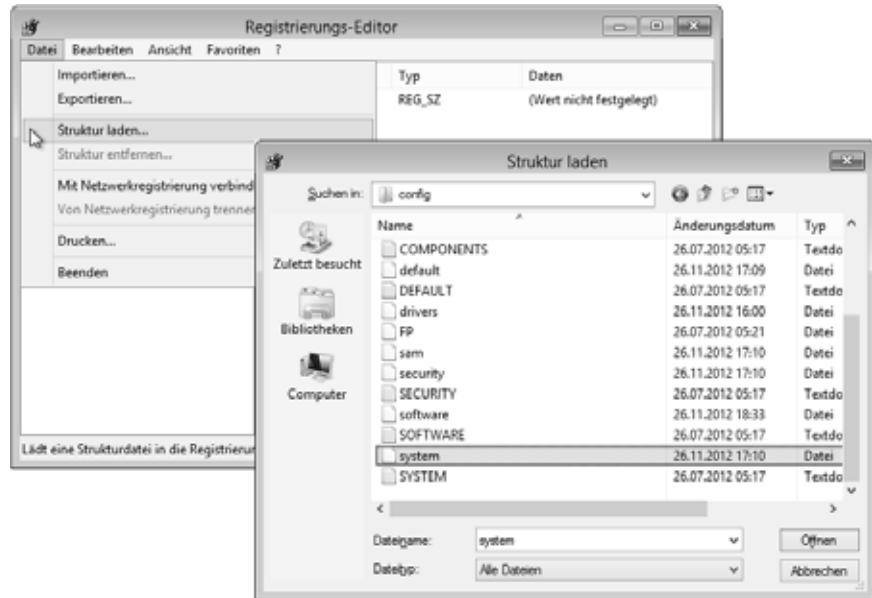 Registrierungs-Editor
Datei Bearbeiten Ansicht Favoriten ?
Importieren...
Exportieren...
Struktur laden...
Struktur entfernen...
Mit Netzwerkregistrierung
Von Netzwerkregistrierung
Drucken...
Beenden
Typ Daten
REG_SZ (Wert nicht festgelegt)
Lädt eine Strukturdatei in die
Struktur laden
Suchen in: config
Zuletzt besucht
Bibliotheken
Computer
Name Änderungsdatum Typ
COMPONENTS 26.07.2012 05:17 Textdo
default 26.11.2012 17:09 Datei
DEFAULT 26.07.2012 05:17 Textdo
drivers 26.11.2012 16:00 Datei
FP 26.07.2012 05:21 Datei
sam 26.11.2012 17:10 Datei
security 26.11.2012 17:10 Datei
SECURITY 26.07.2012 05:17 Textdo
software 26.11.2012 18:33 Datei
SOFTWARE 26.07.2012 05:17 Textdo
system 26.11.2012 17:10 Datei
SYSTEM 26.07.2012 05:17 Textdo
Dateiname: system Öffnen
Dateityp: Alle Dateien Abbrechen